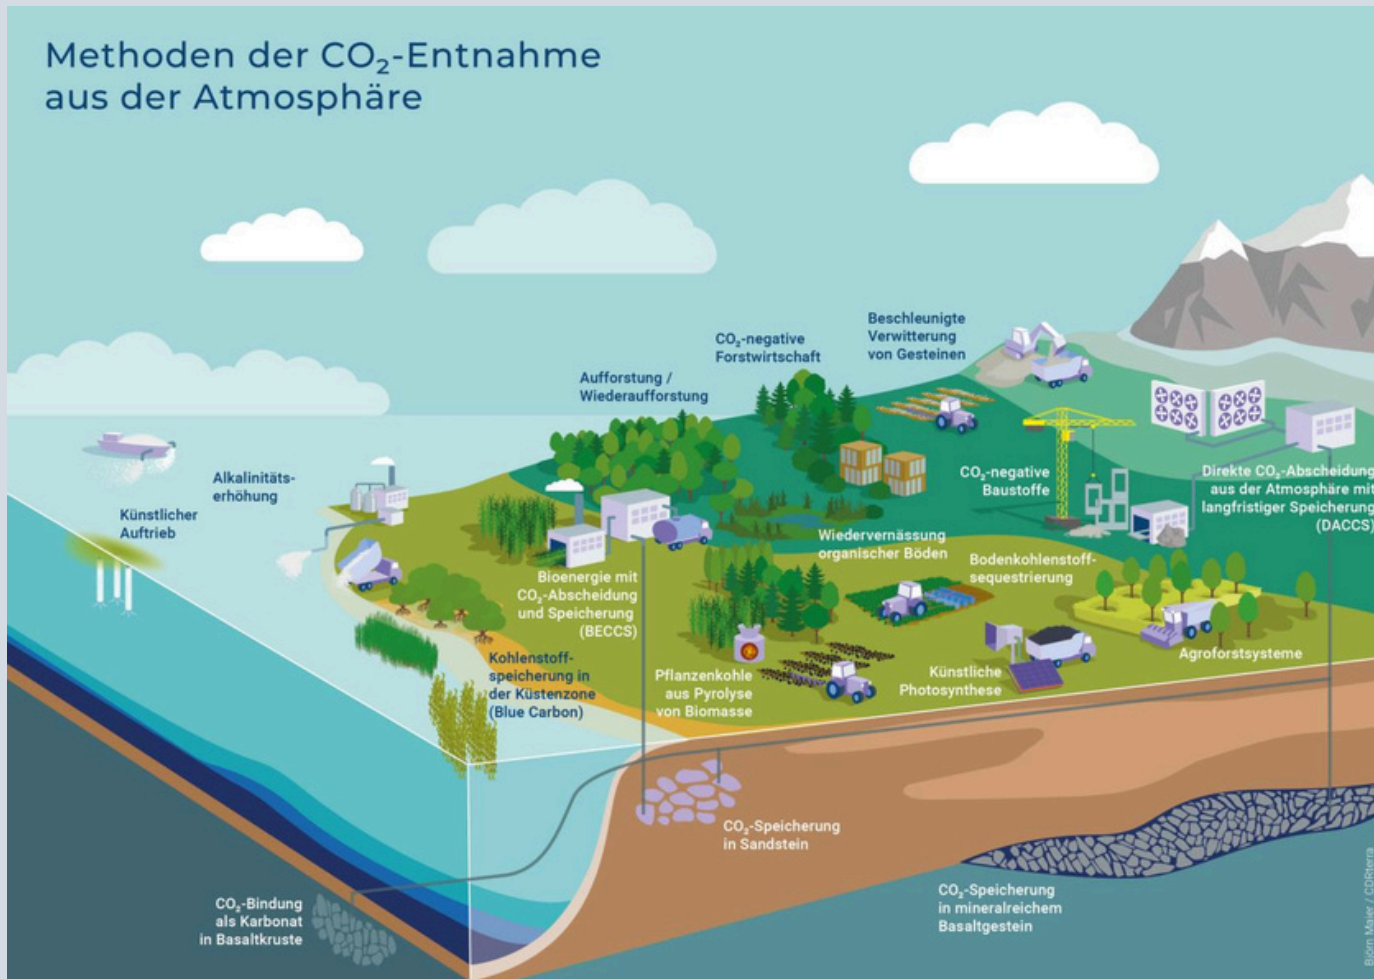 Methoden der CO₂-Entnahme
aus der Atmosphäre
Beschleunigte
Verwitterung
von Gesteinen
CO₂-negative
Forstwirtschaft
Aufforstung /
Wiederaufforstung
Alkalinitäts-
erhöhung
Künstlicher
Auftrieb
CO₂-negative
Baustoffe
Direkte CO₂-Abscheidung
aus der Atmosphäre mit
langfristiger Speicherung
(DACCS)
Wiedervernässung
organischer Böden
Bodenkohlenstoff-
sequestrierung
Bioenergie mit
CO₂-Abscheidung
und Speicherung
(BECCS)
Kohlenstoff-
speicherung in
der Küstenzone
(Blue Carbon)
Pflanzenkohle
aus Pyrolyse
von Biomasse
Künstliche
Photosynthese
Agroforstsysteme
CO₂-Speicherung
in Sandstein
CO₂-Bindung
als Karbonat
in Basaltkruste
CO₂-Speicherung
in mineralreichem
Basaltgestein
Björn Maier / CDRterra